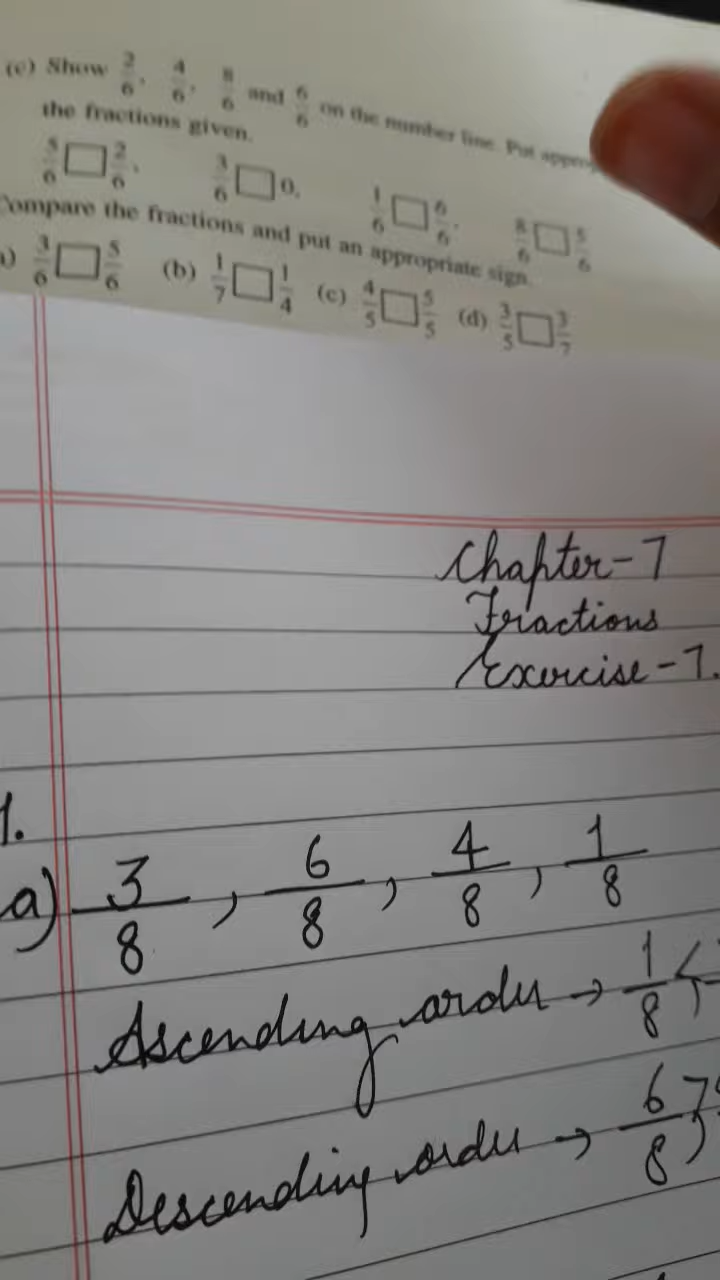 (c) Show 2/6, 4/6, 8/6 and 6/6 on the number line. Put
the fractions given.
5/6 □ 2/6, 3/6 □ 0, 1/6 □ 6/6, 8/6 □ 5/6
Compare the fractions and put an appropriate sign.
3/6 □ 5/6 (b) 1/7 □ 1/4 (c) 4/5 □ 5/5 (d) 3/5 □ 3/7
Chapter-7
Fractions
Exercise-7.
1.
a) 3/8, 6/8, 4/8, 1/8
Ascending order → 1/8 <
Descending order → 6/8 >